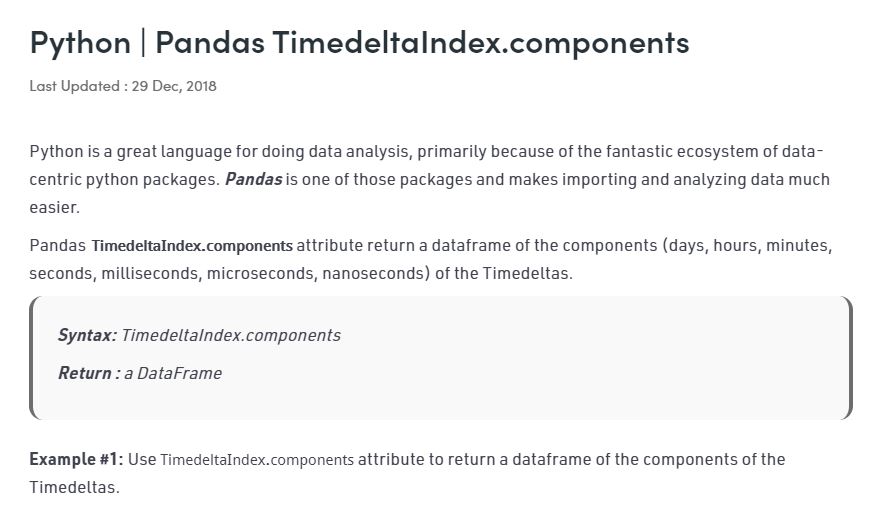 Python | Pandas TimedeltaIndex.components
Last Updated : 29 Dec, 2018
Python is a great language for doing data analysis, primarily because of the fantastic ecosystem of data-
centric python packages. Pandas is one of those packages and makes importing and analyzing data much
easier.
Pandas TimedeltaIndex.components attribute return a dataframe of the components (days, hours, minutes,
seconds, milliseconds, microseconds, nanoseconds) of the Timedeltas.
Syntax: TimedeltaIndex.components
Return : a DataFrame
Example #1: Use TimedeltaIndex.components attribute to return a dataframe of the components of the
Timedeltas.